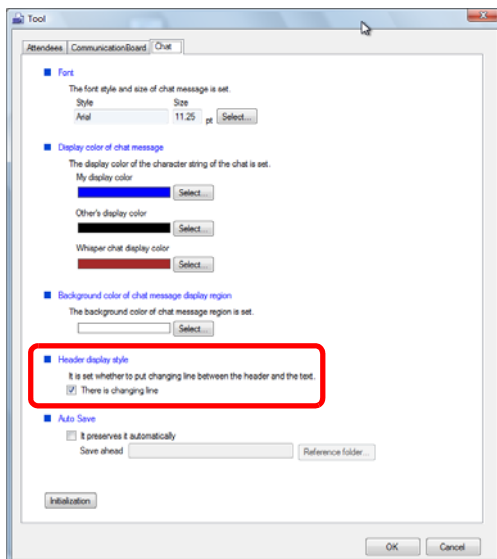 Tool
Attendees CommunicationBoard Chat
Font
The font style and size of chat message is set.
Style Size
Arial 11.25 pt Select...
Display color of chat message
The display color of the character string of the chat is set.
My display color
Select...
Other's display color
Select...
Whisper chat display color
Select...
Background color of chat message display region
The background color of chat message region is set.
Select...
Header display style
It is set whether to put changing line between the header and the text.
There is changing line
Auto Save
It preserves it automatically
Save ahead Reference folder...
Initialization
OK Cancel